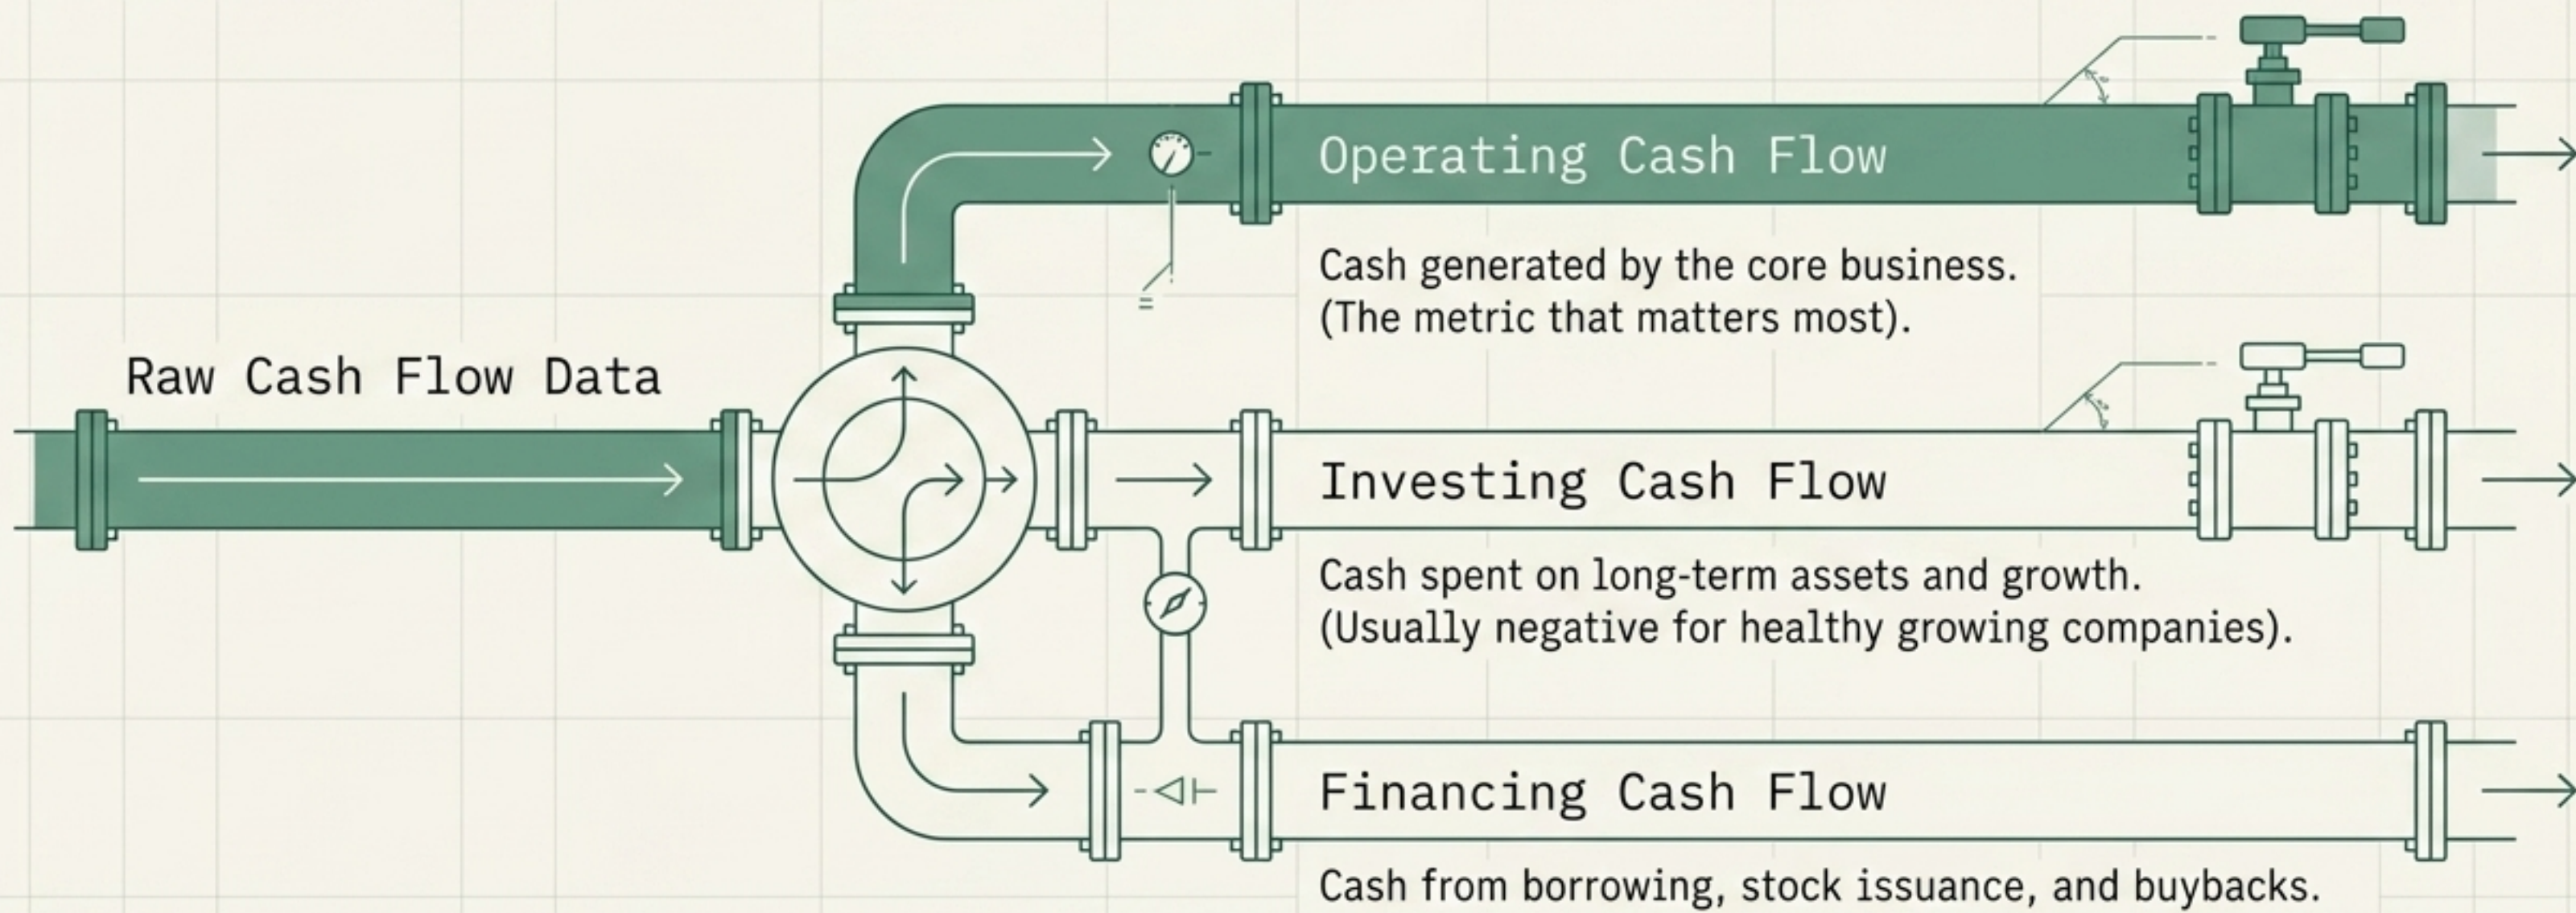 Raw Cash Flow Data
Operating Cash Flow
Cash generated by the core business.
(The metric that matters most).
Investing Cash Flow
Cash spent on long-term assets and growth.
(Usually negative for healthy growing companies).
Financing Cash Flow
Cash from borrowing, stock issuance, and buybacks.